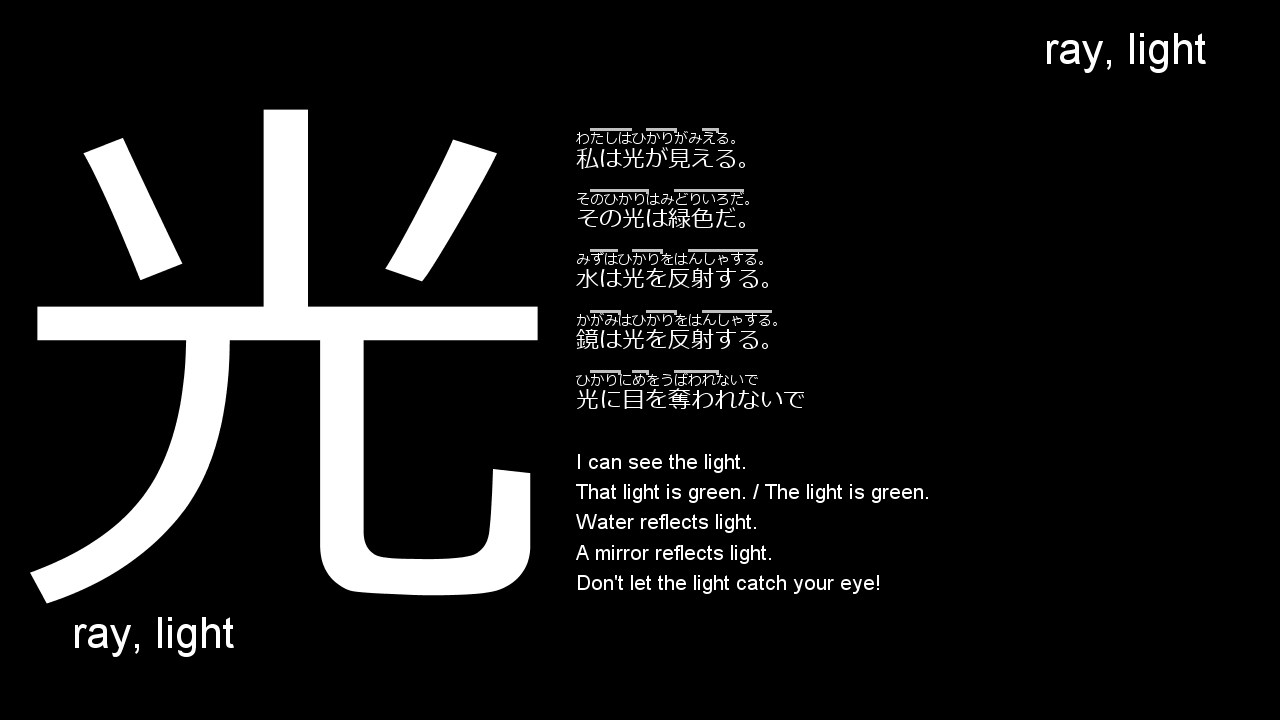 ray, light
光
わたしはひかりがみえる。
私は光が見える。
そのひかりはみどりいろだ。
その光は緑色だ。
みずはひかりをはんしゃする。
水は光を反射する。
かがみはひかりをはんしゃする。
鏡は光を反射する。
ひかりにめをうばわれないで
光に目を奪われないで
I can see the light.
That light is green. / The light is green.
Water reflects light.
A mirror reflects light.
Don't let the light catch your eye!
ray, light